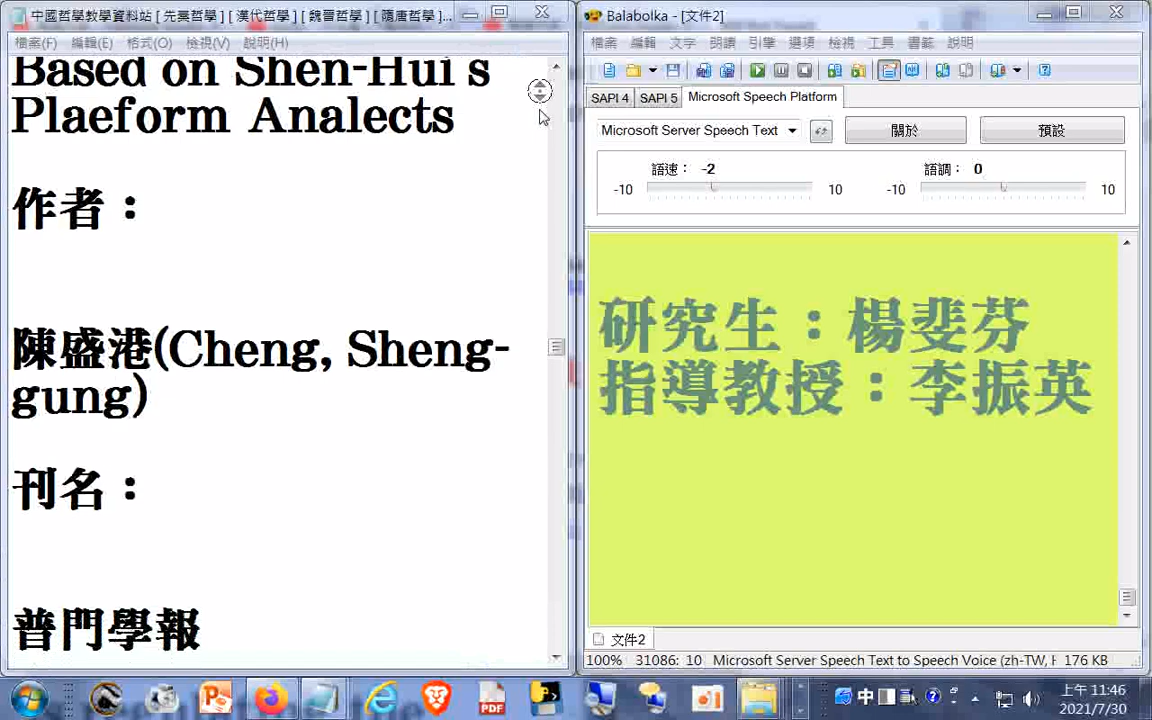 中國哲學教學資料站 [ 先秦哲學 ] [ 漢代哲學 ] [ 魏晉哲學 ] [ 隋唐哲學 ]...
檔案(F) 編輯(E) 格式(O) 檢視(V) 說明(H)
Based on Shen-Hui's
Plaeform Analects
作者：
陳盛港(Cheng, Sheng-
gung)
刊名：
普門學報
Balabolka - [文件2]
檔案 編輯 文字 朗讀 引擎 選項 檢視 工具 書籤 說明
SAPI 4 SAPI 5 Microsoft Speech Platform
Microsoft Server Speech Text 關於 預設
語速： -2 語調： 0
-10 10 -10 10
研究生：楊斐芬
指導教授：李振英
文件2
100% 31086: 10 Microsoft Server Speech Text to Speech Voice (zh-TW, H 176 KB
中
上午 11:46
2021/7/30